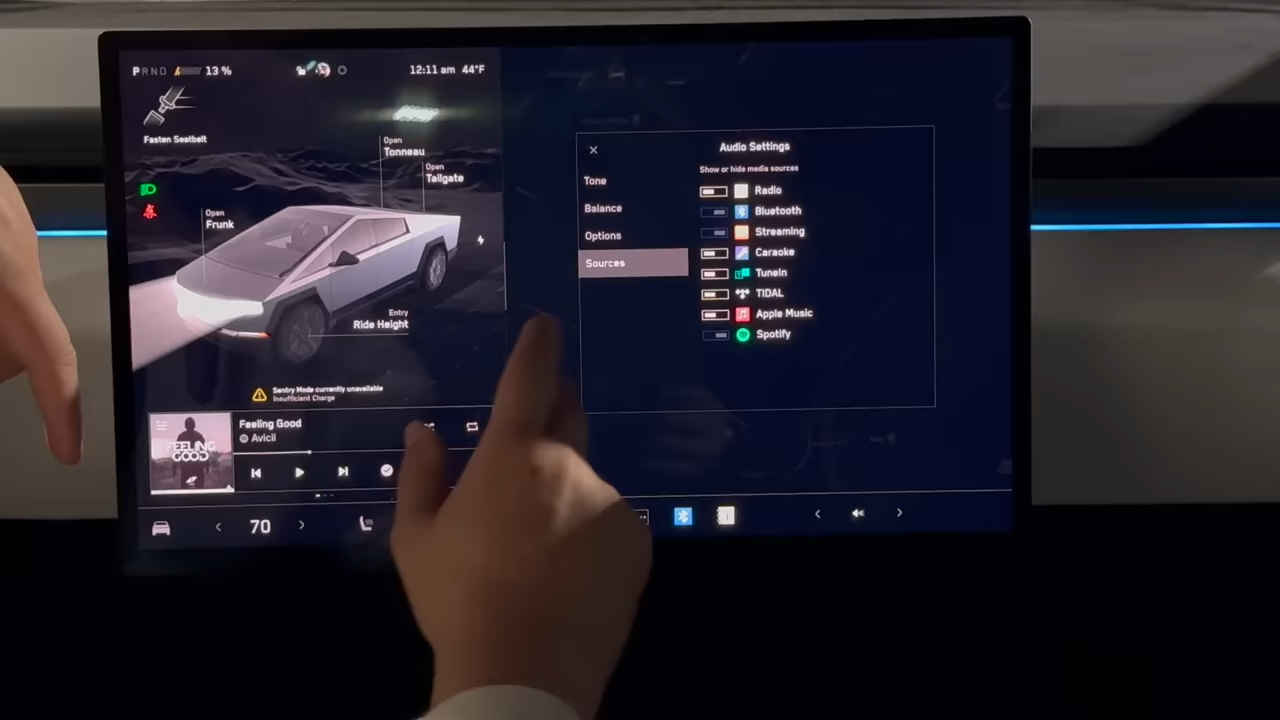 P R N D 13 % 12:11 am 44°F
Fasten Seatbelt
Open
Tonneau
Open
Tailgate
Open
Frunk
Entry
Ride Height
Sentry Mode currently unavailable
Insufficient Charge
FEELING
GOOD
Feeling Good
Avicii
70
Audio Settings
Show or hide media sources
Tone
Balance
Options
Sources
Radio
Bluetooth
Streaming
Caraoke
TuneIn
TIDAL
Apple Music
Spotify